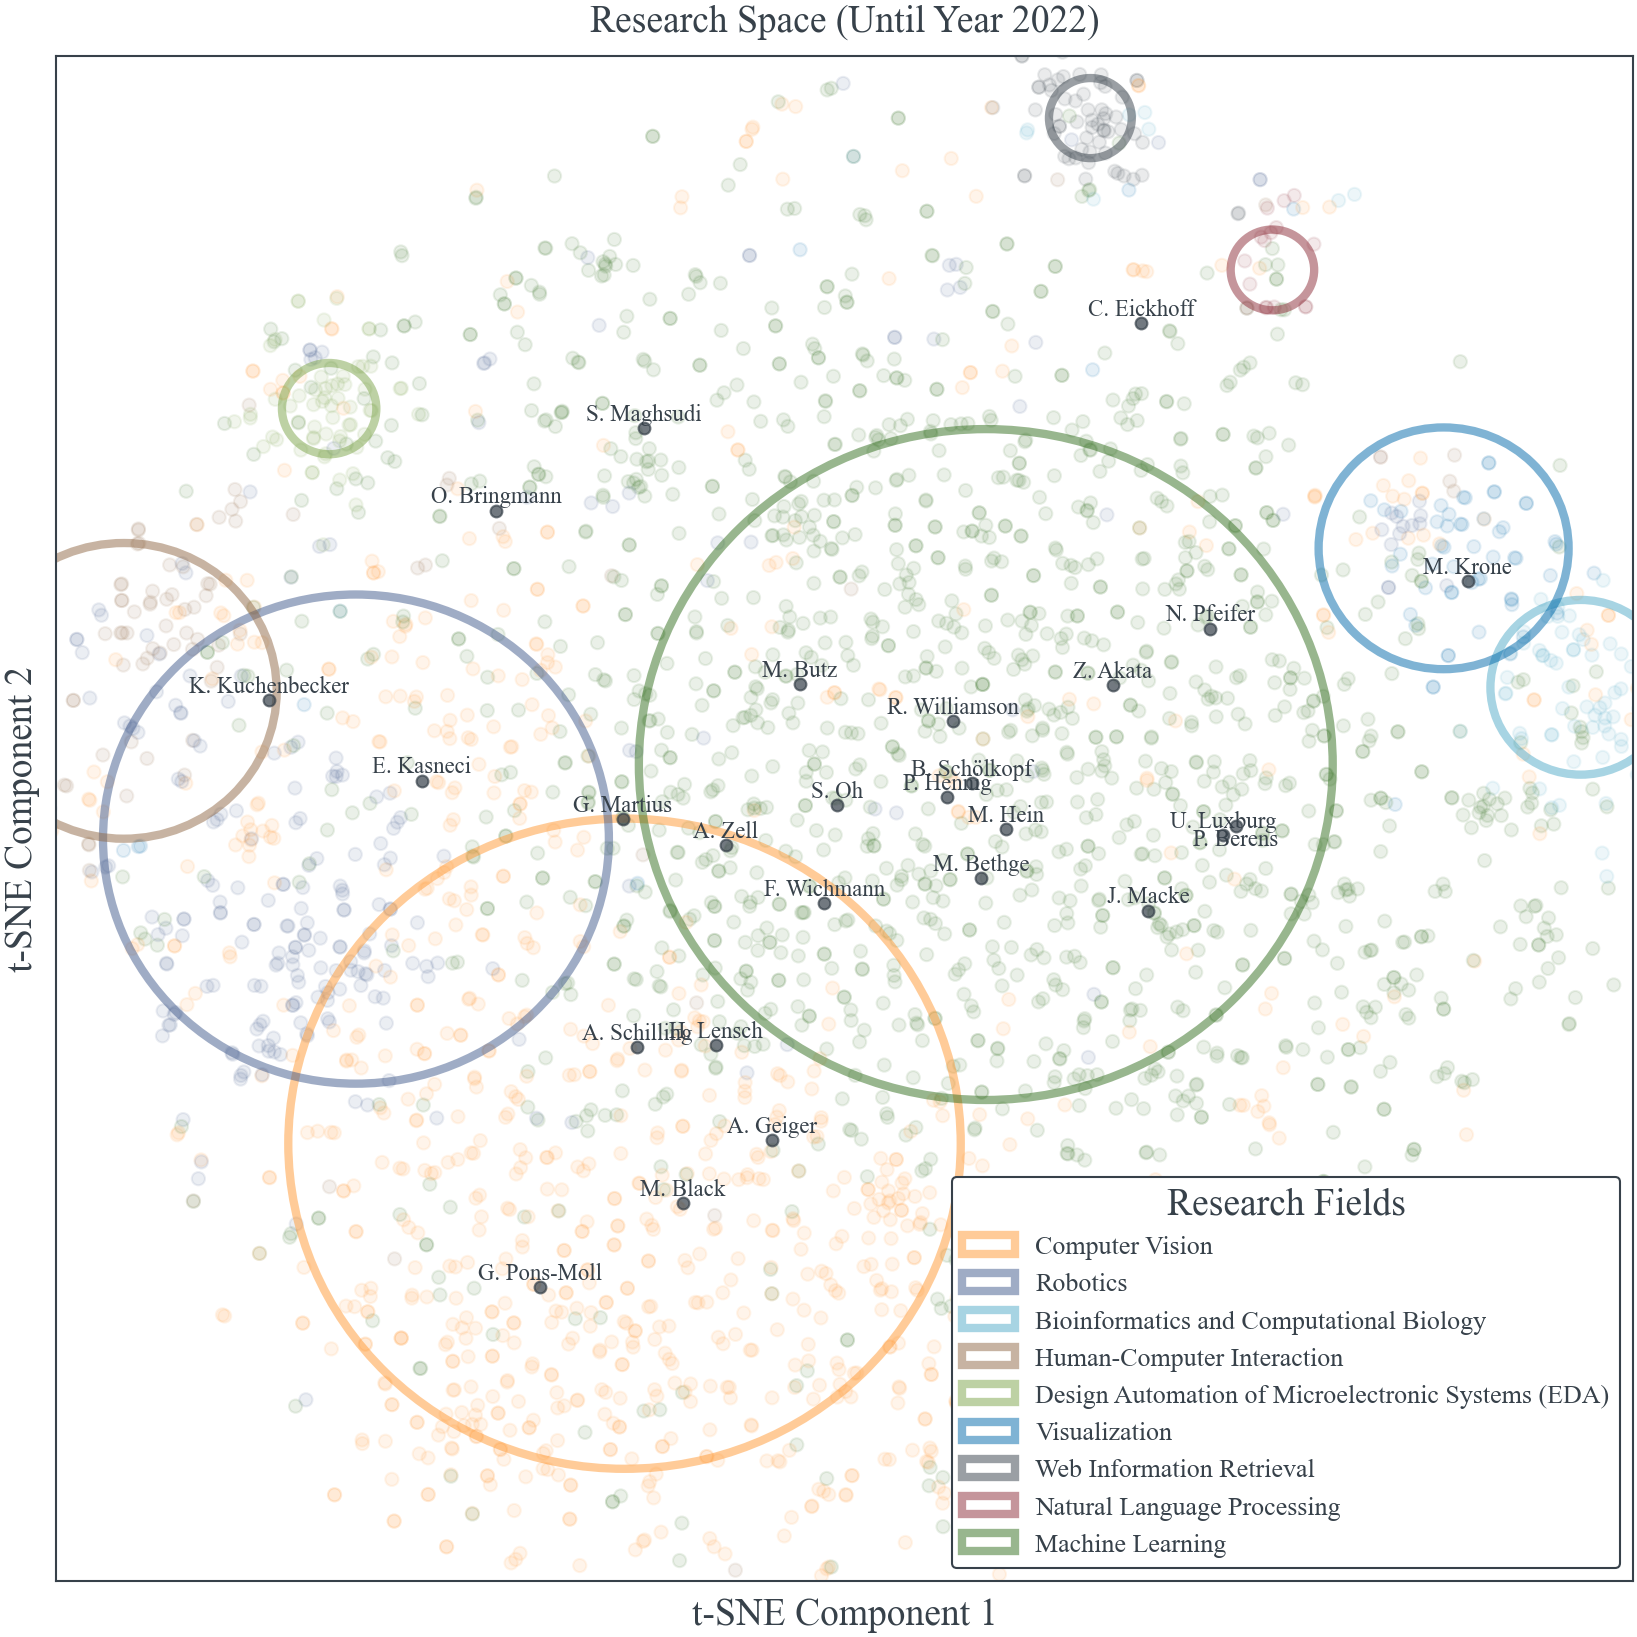 Research Space (Until Year 2022)
C. Eickhoff
S. Maghsudi
O. Bringmann
M. Krone
N. Pfeifer
M. Butz
Z. Akata
K. Kuchenbecker
R. Williamson
E. Kasneci
B. Schölkopf
P. Hennig
S. Oh
G. Martius
M. Hein
U. Luxburg
A. Zell
P. Berens
M. Bethge
F. Wichmann
J. Macke
A. Schilling
H. Lensch
A. Geiger
M. Black
G. Pons-Moll
t-SNE Component 2
t-SNE Component 1
Research Fields
Computer Vision
Robotics
Bioinformatics and Computational Biology
Human-Computer Interaction
Design Automation of Microelectronic Systems (EDA)
Visualization
Web Information Retrieval
Natural Language Processing
Machine Learning